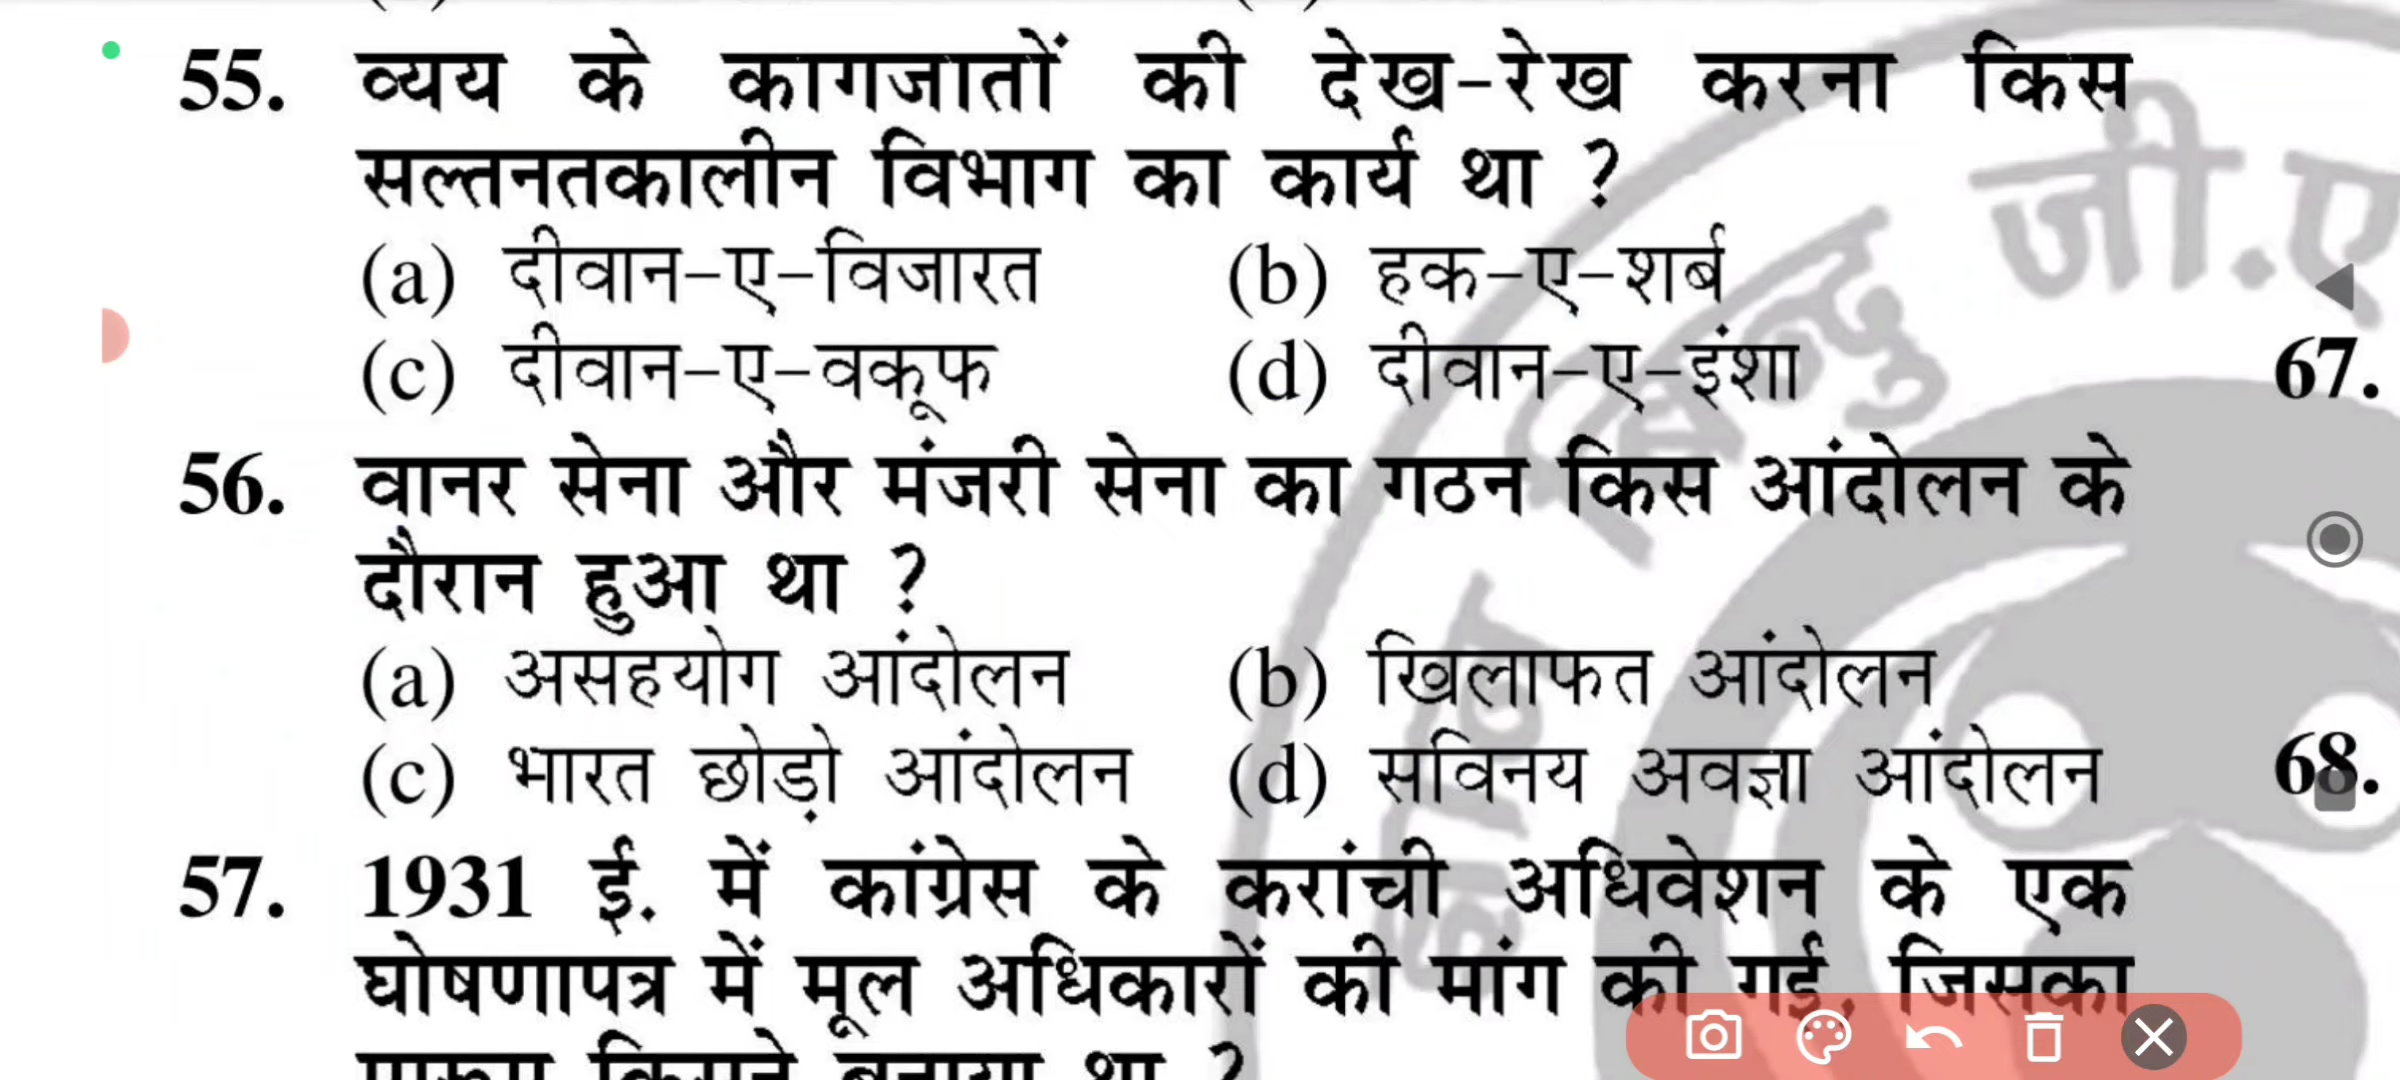 55. व्यय के कागजातों की देख-रेख करना किस
सल्तनतकालीन विभाग का कार्य था ?
(a) दीवान-ए-विजारत (b) हक-ए-शर्ब
(c) दीवान-ए-वकूफ (d) दीवान-ए-इंशा
56. वानर सेना और मंजरी सेना का गठन किस आंदोलन के
दौरान हुआ था ?
(a) असहयोग आंदोलन (b) खिलाफत आंदोलन
(c) भारत छोड़ो आंदोलन (d) सविनय अवज्ञा आंदोलन
57. 1931 ई. में कांग्रेस के करांची अधिवेशन के एक
घोषणापत्र में मूल अधिकारों की मांग की गई, जिसका
प्रारूप किसने बनाया था ?
67.
68.
बिन्दु जी.ए